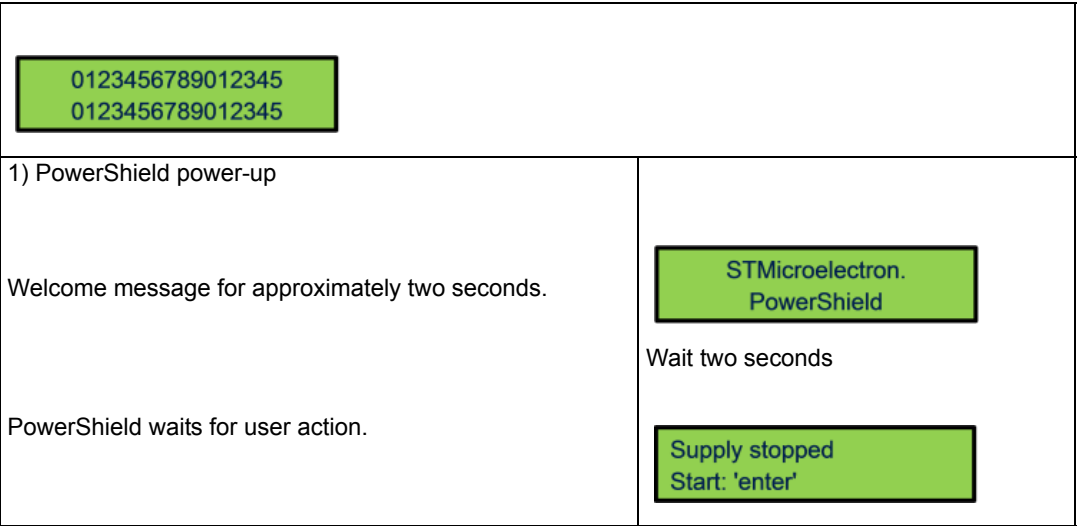 0123456789012345
0123456789012345
1) PowerShield power-up
Welcome message for approximately two seconds.
STMicroelectron.
PowerShield
Wait two seconds
PowerShield waits for user action.
Supply stopped
Start: 'enter'